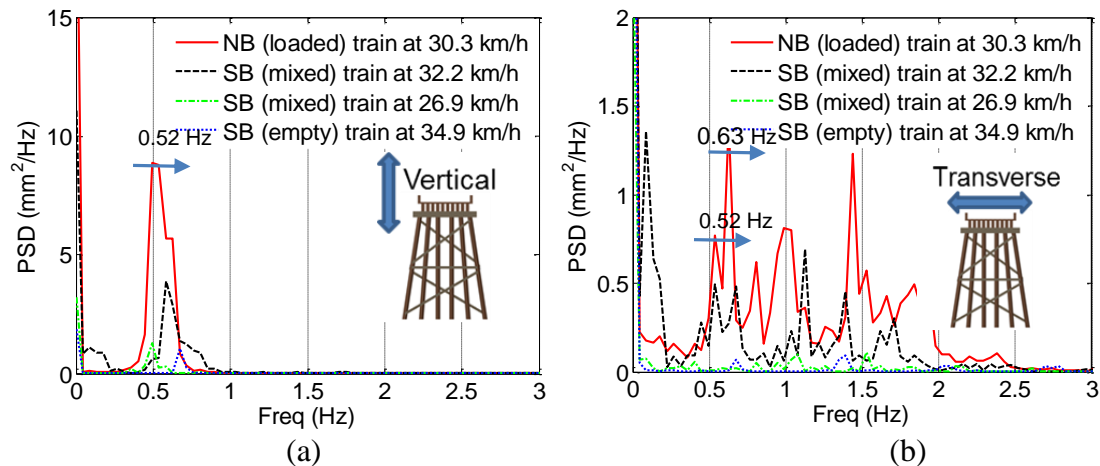 15
10
5
0
PSD (mm²/Hz)
NB (loaded) train at 30.3 km/h
SB (mixed) train at 32.2 km/h
SB (mixed) train at 26.9 km/h
SB (empty) train at 34.9 km/h
0.52 Hz
Vertical
0 0.5 1 1.5 2 2.5 3
Freq (Hz)
(a)
2
1.5
1
0.5
0
PSD (mm²/Hz)
NB (loaded) train at 30.3 km/h
SB (mixed) train at 32.2 km/h
SB (mixed) train at 26.9 km/h
SB (empty) train at 34.9 km/h
0.63 Hz
Transverse
0.52 Hz
0 0.5 1 1.5 2 2.5 3
Freq (Hz)
(b)